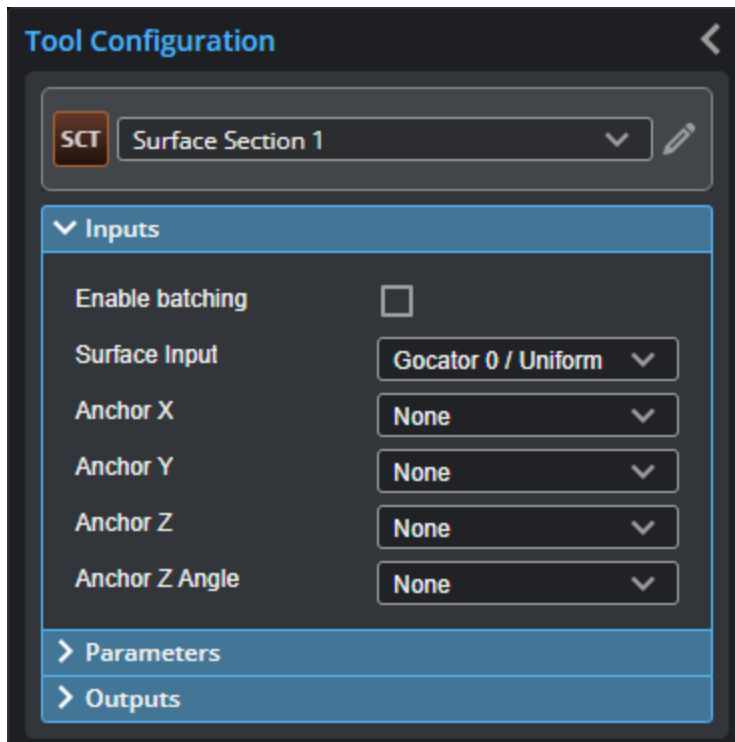 Tool Configuration
SCT Surface Section 1
Inputs
Enable batching
Surface Input Gocator 0 / Uniform
Anchor X None
Anchor Y None
Anchor Z None
Anchor Z Angle None
Parameters
Outputs